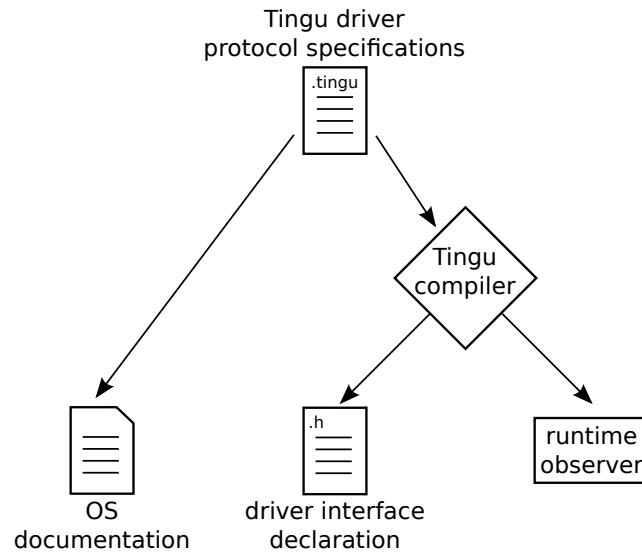 Tingu driver
protocol specifications
.tingu
Tingu
compiler
.h
runtime
observer
OS
documentation
driver interface
declaration